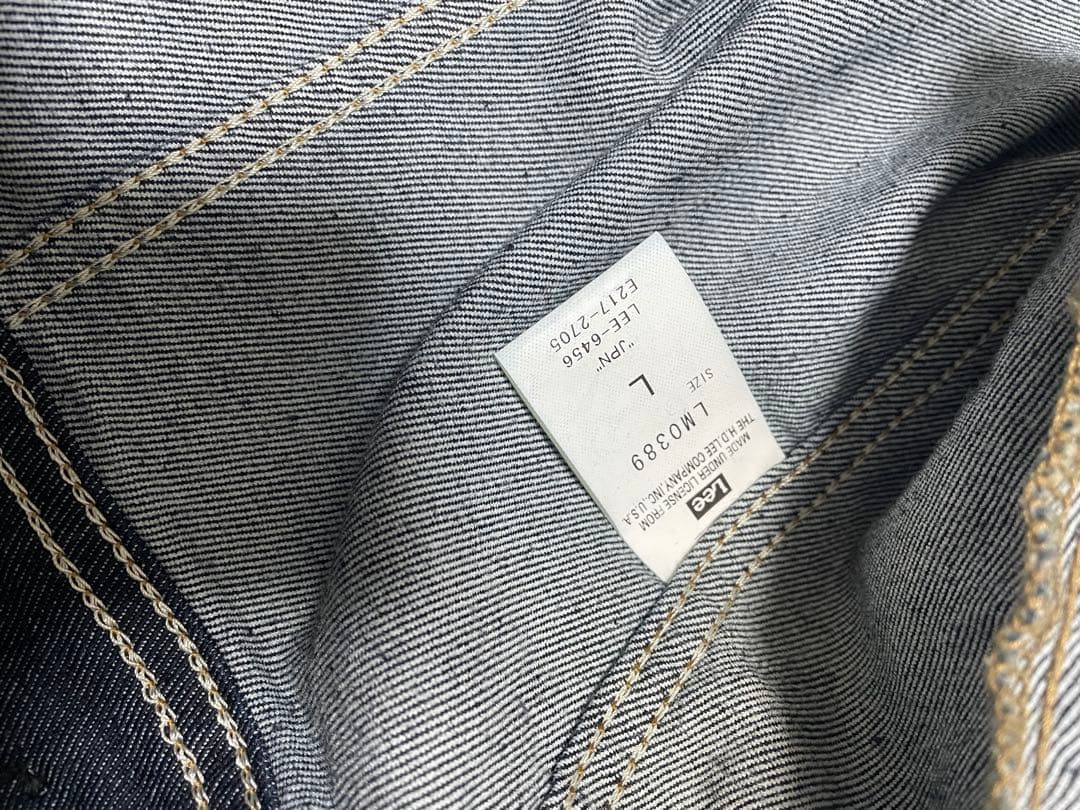 Lee
MADE UNDER LICENSE FROM
THE H.D.LEE COMPANY,INC.,U.S.A.
LM0389
SIZE
L
"JPN"
LEE-6456
E217-2705